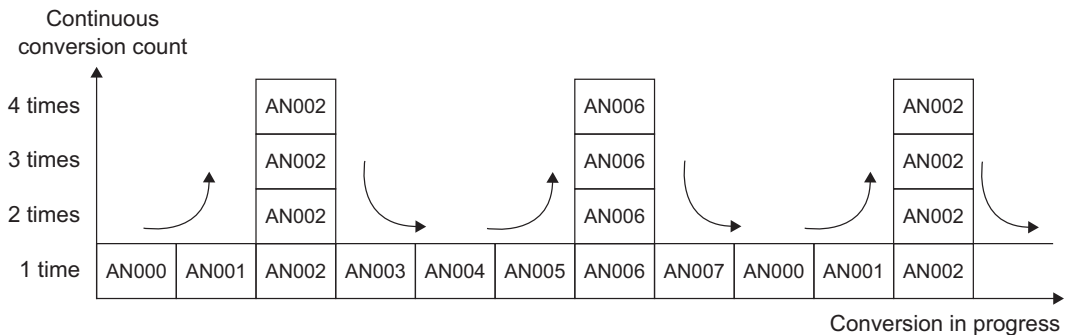 Continuous
conversion count
4 times AN002 AN006 AN002
3 times AN002 AN006 AN002
2 times AN002 AN006 AN002
1 time AN000 AN001 AN002 AN003 AN004 AN005 AN006 AN007 AN000 AN001 AN002
Conversion in progress